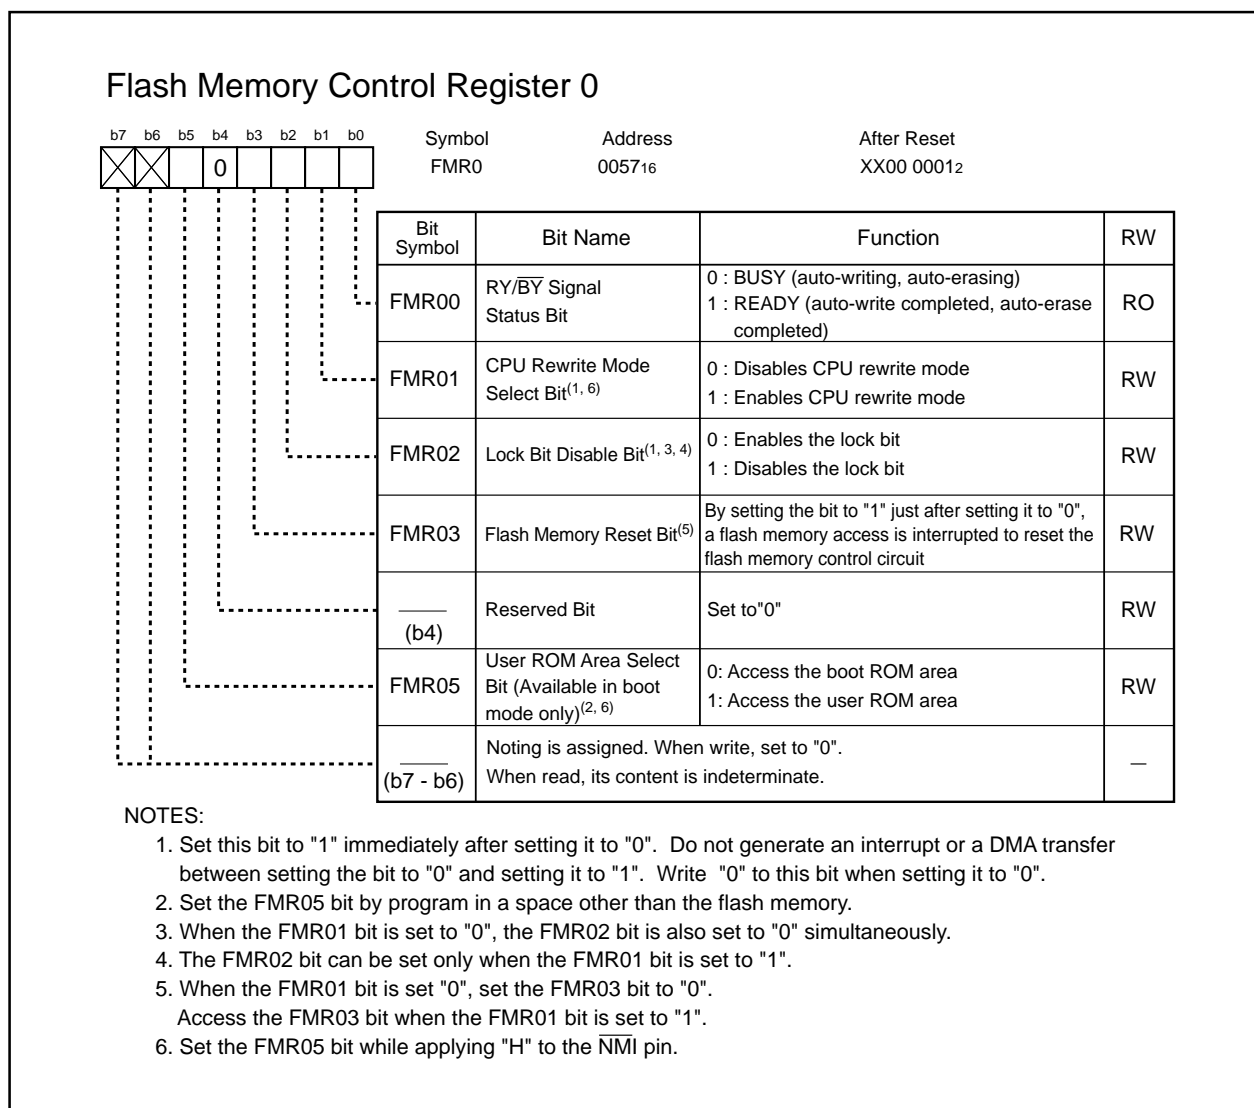 Flash Memory Control Register 0
b7 b6 b5 b4 b3 b2 b1 b0
Symbol Address After Reset
0
FMR0 005716 XX00 00012
Bit Symbol Bit Name Function RW
FMR00
RY/BY Signal
Status Bit
0 : BUSY (auto-writing, auto-erasing)
1 : READY (auto-write completed, auto-erase
completed)
RO
FMR01
CPU Rewrite Mode
Select Bit(1, 6)
0 : Disables CPU rewrite mode
1 : Enables CPU rewrite mode
RW
FMR02
Lock Bit Disable Bit(1, 3, 4)
0 : Enables the lock bit
1 : Disables the lock bit
RW
FMR03
Flash Memory Reset Bit(5)
By setting the bit to "1" just after setting it to "0",
a flash memory access is interrupted to reset the
flash memory control circuit
RW
(b4)
Reserved Bit
Set to"0"
RW
FMR05
User ROM Area Select
Bit (Available in boot
mode only)(2, 6)
0: Access the boot ROM area
1: Access the user ROM area
RW
(b7 - b6)
Noting is assigned. When write, set to "0".
When read, its content is indeterminate.
—
NOTES:
1. Set this bit to "1" immediately after setting it to "0". Do not generate an interrupt or a DMA transfer
between setting the bit to "0" and setting it to "1". Write "0" to this bit when setting it to "0".
2. Set the FMR05 bit by program in a space other than the flash memory.
3. When the FMR01 bit is set to "0", the FMR02 bit is also set to "0" simultaneously.
4. The FMR02 bit can be set only when the FMR01 bit is set to "1".
5. When the FMR01 bit is set "0", set the FMR03 bit to "0".
Access the FMR03 bit when the FMR01 bit is set to "1".
6. Set the FMR05 bit while applying "H" to the NMI pin.